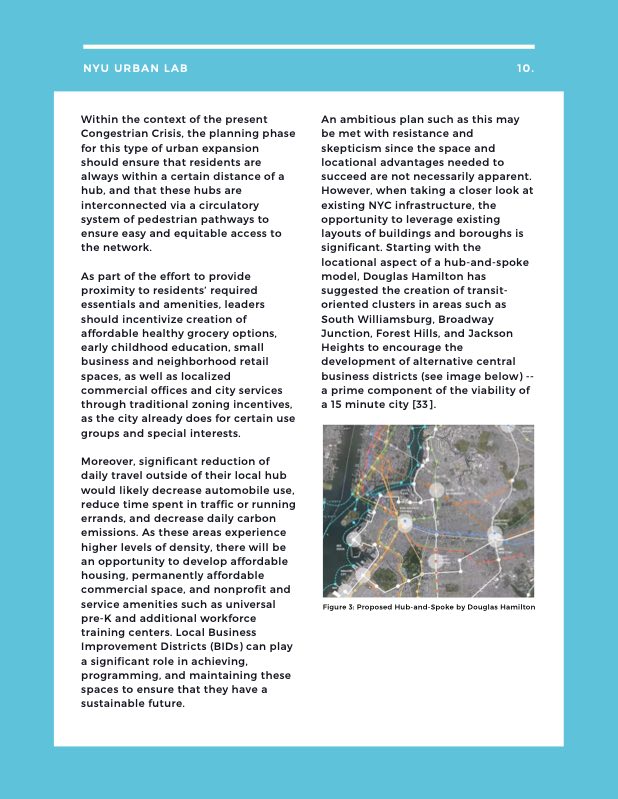 NYU URBAN LAB
10.
Within the context of the present
Congestrian Crisis, the planning phase
for this type of urban expansion
should ensure that residents are
always within a certain distance of a
hub, and that these hubs are
interconnected via a circulatory
system of pedestrian pathways to
ensure easy and equitable access to
the network.
As part of the effort to provide
proximity to residents' required
essentials and amenities, leaders
should incentivize creation of
affordable healthy grocery options,
early childhood education, small
business and neighborhood retail
spaces, as well as localized
commercial offices and city services
through traditional zoning incentives,
as the city already does for certain use
groups and special interests.
Moreover, significant reduction of
daily travel outside of their local hub
would likely decrease automobile use,
reduce time spent in traffic or running
errands, and decrease daily carbon
emissions. As these areas experience
higher levels of density, there will be
an opportunity to develop affordable
housing, permanently affordable
commercial space, and nonprofit and
service amenities such as universal
pre-K and additional workforce
training centers. Local Business
Improvement Districts (BIDs) can play
a significant role in achieving,
programming, and maintaining these
spaces to ensure that they have a
sustainable future.
An ambitious plan such as this may
be met with resistance and
skepticism since the space and
locational advantages needed to
succeed are not necessarily apparent.
However, when taking a closer look at
existing NYC infrastructure, the
opportunity to leverage existing
layouts of buildings and boroughs is
significant. Starting with the
locational aspect of a hub-and-spoke
model, Douglas Hamilton has
suggested the creation of transit-
oriented clusters in areas such as
South Williamsburg, Broadway
Junction, Forest Hills, and Jackson
Heights to encourage the
development of alternative central
business districts (see image below) --
a prime component of the viability of
a 15 minute city [33].
Figure 3: Proposed Hub-and-Spoke by Douglas Hamilton